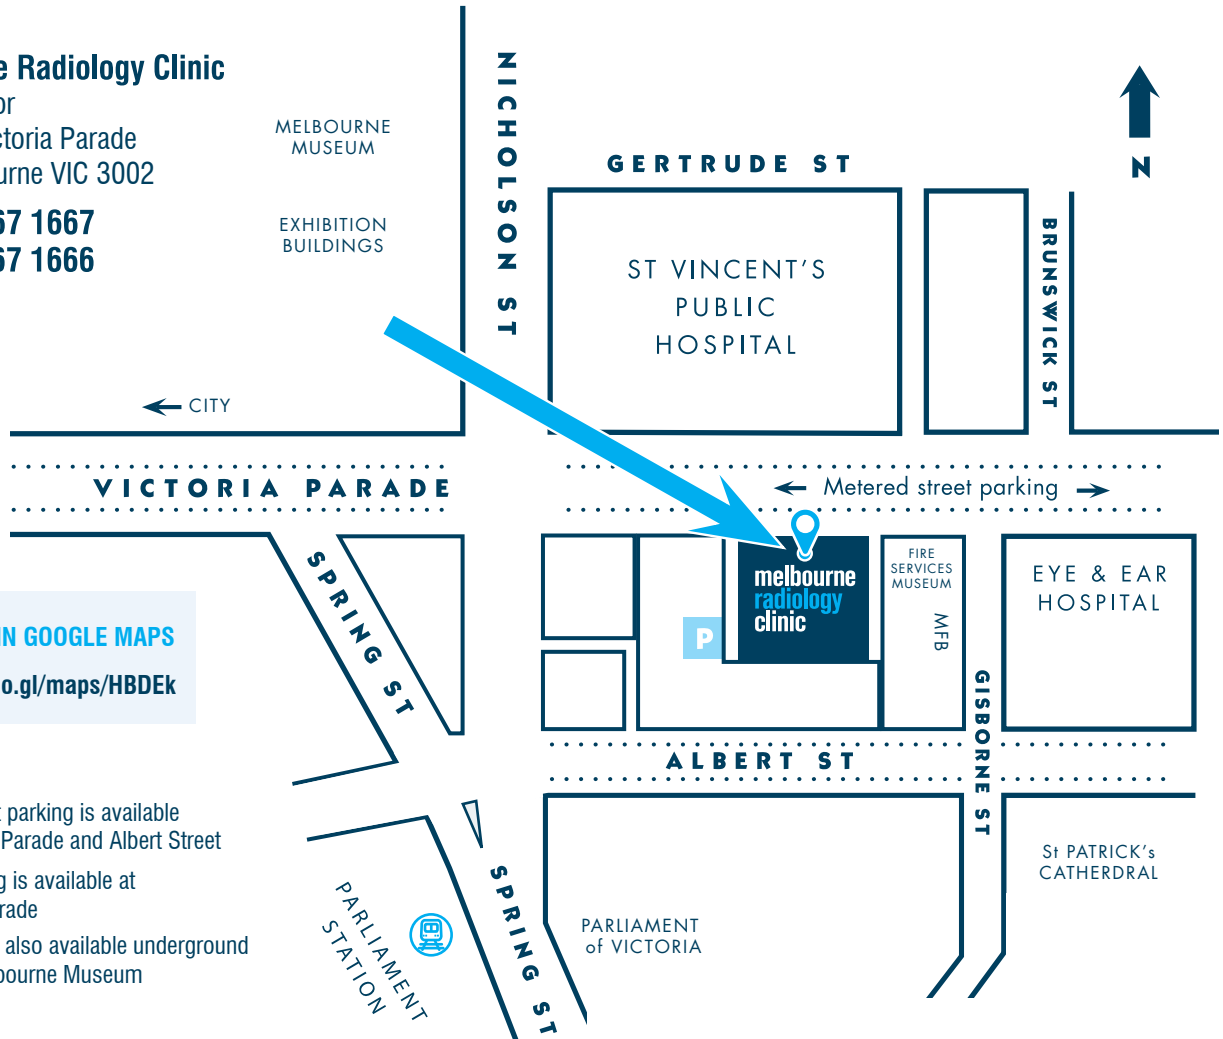 e Radiology Clinic
or
ctoria Parade
urne VIC 3002
67 1667
67 1666
MELBOURNE
MUSEUM
EXHIBITION
BUILDINGS
NICHOLSON ST
GERTRUDE ST
N
ST VINCENT'S
PUBLIC
HOSPITAL
BRUNSWICK ST
CITY
VICTORIA PARADE
Metered street parking
SPRING ST
melbourne
radiology
clinic
P
FIRE
SERVICES
MUSEUM
MFB
EYE & EAR
HOSPITAL
IN GOOGLE MAPS
o.gl/maps/HBDEk
GISBORNE ST
ALBERT ST
t parking is available
Parade and Albert Street
g is available at
rade
also available underground
bourne Museum
PARLIAMENT
STATION
SPRING ST
PARLIAMENT
of VICTORIA
St PATRICK's
CATHERDRAL